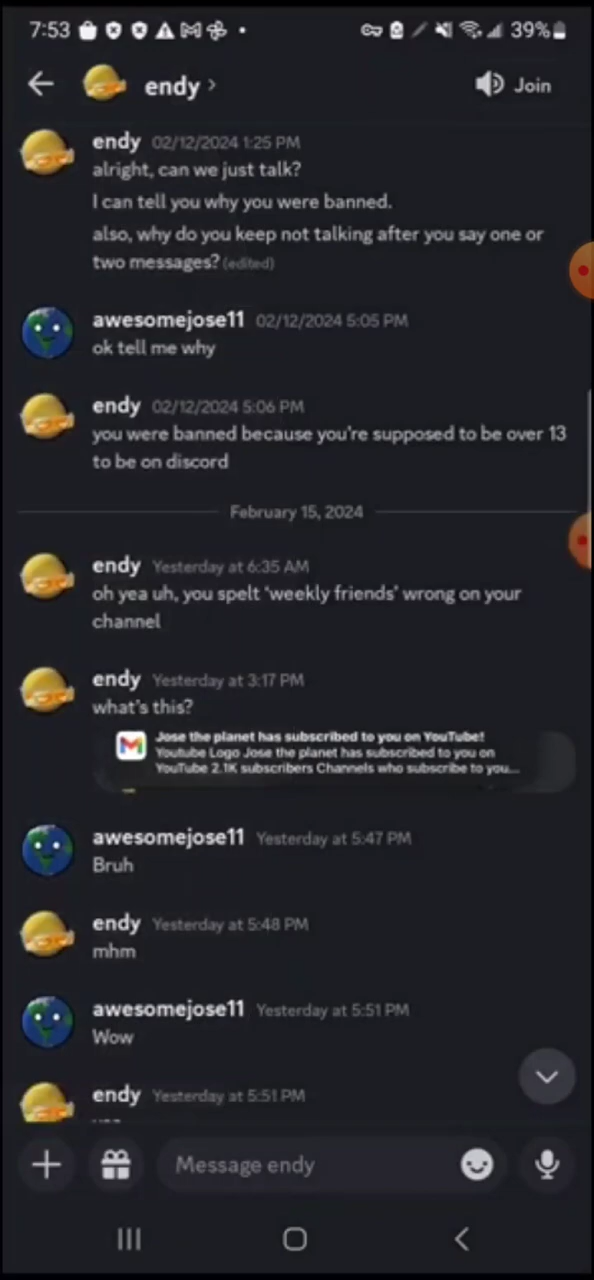 7:53
39%
endy
Join
endy 02/12/2024 1:25 PM
alright, can we just talk?
I can tell you why you were banned.
also, why do you keep not talking after you say one or
two messages? (edited)
awesomejose11 02/12/2024 5:05 PM
ok tell me why
endy 02/12/2024 5:06 PM
you were banned because you're supposed to be over 13
to be on discord
February 15, 2024
endy Yesterday at 6:35 AM
oh yea uh, you spelt 'weekly friends' wrong on your
channel
endy Yesterday at 3:17 PM
what's this?
Jose the planet has subscribed to you on YouTube!
Youtube Logo Jose the planet has subscribed to you on
YouTube 2.1K subscribers Channels who subscribe to you...
awesomejose11 Yesterday at 5:47 PM
Bruh
endy Yesterday at 5:48 PM
mhm
awesomejose11 Yesterday at 5:51 PM
Wow
endy Yesterday at 5:51 PM
Message endy